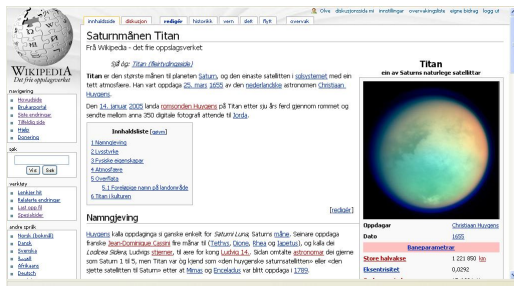 Olve diskusjonssida mi innstillingar overvakingsliste eigne bidreg logg ut
innhaldsside diskusjon redigér historikk vern slett flytt overvak
Saturnmånen Titan
Frå Wikipedia - det frie oppslagsverket
Sjå òg: Titan (fleirtydingsside)
Titan er den største månen til planeten Saturn, og den einaste satellitten i solsystemet med ein
tett atmosfære. Han vart oppdaga 25. mars 1655 av den nederlandske astronomen Christiaan
Huygens.
Den 14. januar 2005 landa romsonden Huygens på Titan etter sju års ferd gjennom rommet og
sendte mellom anna 350 digitale fotografi attende til Jorda.
Innhaldsliste [gøym]
1 Namngjeving
2 Lysstyrke
3 Fysiske eigenskapar
4 Atmosfære
5 Overflata
5.1 Foreløpige namn på landområde
6 Titan i kulturen
[redigér]
Namngjeving
Huygens kalla oppdaginga si ganske enkelt for Saturni Luna; Saturns måne. Seinare oppdaga
franske Jean-Dominique Cassini fire månar til (Tethys, Dione, Rhea og Iapetus), og kalla dei
Lodicea Sidera; Ludvigs stjerner, til ære for kong Ludvig 14.. Sidan omtalte astronomar dei gjerne
som Saturn 1 til 5, men Titan var òg kjend som «den huygenske saturnsatellitten» eller «den
sjette satellitten til Saturn» etter at Mimas og Enceladus var blitt oppdaga i 1789.
Titan
ein av Saturns naturlege satellittar
Oppdagar Christiaan Huygens
Dato 1655
Baneparametrar
Store halvakse 1 221 850 km
Eksentrisitet 0,0292
WIKIPEDIA
Det frie oppslagsverket
navigering
Hovudside
Brukarportal
Siste endringar
Tilfeldig side
Hjelp
Donering
søk
Vis Søk
verktøy
Lenkjer hit
Relaterte endringar
Last opp fil
Spesialsider
andre språk
Norsk (bokmål)
Dansk
Svenska
Afrikaans
Deutsch